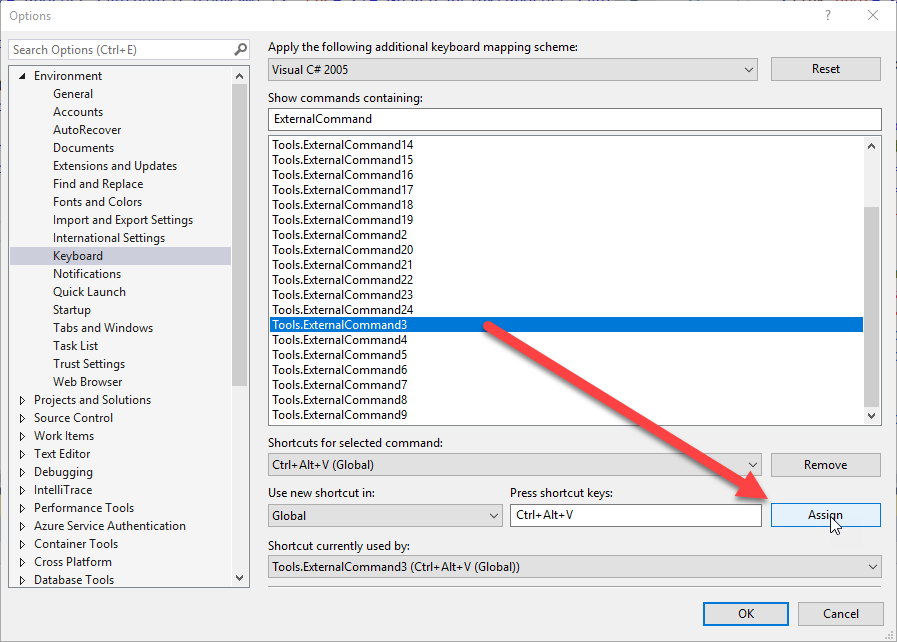 Options
?
Search Options (Ctrl+E)
Environment
General
Accounts
AutoRecover
Documents
Extensions and Updates
Find and Replace
Fonts and Colors
Import and Export Settings
International Settings
Keyboard
Notifications
Quick Launch
Startup
Tabs and Windows
Task List
Trust Settings
Web Browser
Projects and Solutions
Source Control
Work Items
Text Editor
Debugging
IntelliTrace
Performance Tools
Azure Service Authentication
Container Tools
Cross Platform
Database Tools
Apply the following additional keyboard mapping scheme:
Visual C# 2005
Reset
Show commands containing:
ExternalCommand
Tools.ExternalCommand14
Tools.ExternalCommand15
Tools.ExternalCommand16
Tools.ExternalCommand17
Tools.ExternalCommand18
Tools.ExternalCommand19
Tools.ExternalCommand2
Tools.ExternalCommand20
Tools.ExternalCommand21
Tools.ExternalCommand22
Tools.ExternalCommand23
Tools.ExternalCommand24
Tools.ExternalCommand3
Tools.ExternalCommand4
Tools.ExternalCommand5
Tools.ExternalCommand6
Tools.ExternalCommand7
Tools.ExternalCommand8
Tools.ExternalCommand9
Shortcuts for selected command:
Ctrl+Alt+V (Global)
Remove
Use new shortcut in:
Press shortcut keys:
Global
Ctrl+Alt+V
Assign
Shortcut currently used by:
Tools.ExternalCommand3 (Ctrl+Alt+V (Global))
OK
Cancel